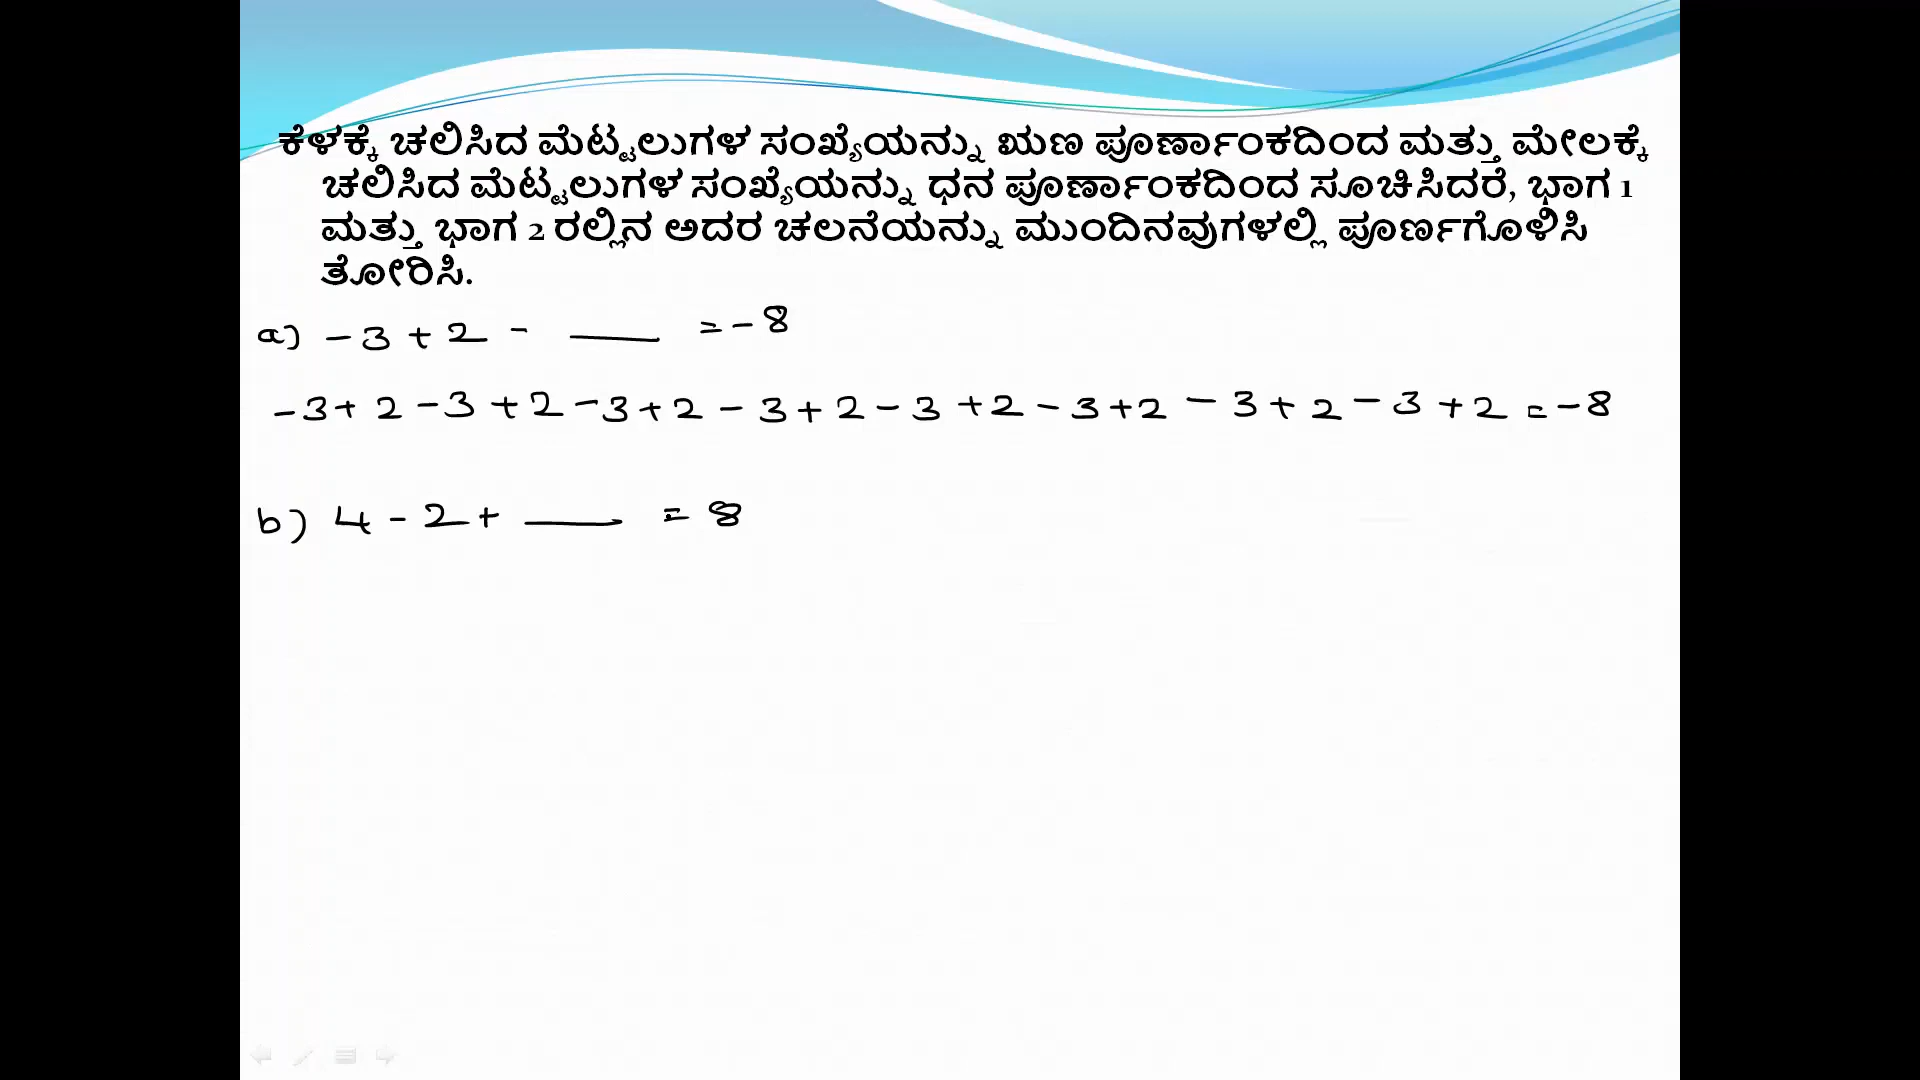 ಕೆಳಕ್ಕೆ ಚಲಿಸಿದ ಮೆಟ್ಟಲುಗಳ ಸಂಖ್ಯೆಯನ್ನು ಋಣ ಪೂರ್ಣಾಂಕದಿಂದ ಮತ್ತು ಮೇಲಕ್ಕೆ
ಚಲಿಸಿದ ಮೆಟ್ಟಲುಗಳ ಸಂಖ್ಯೆಯನ್ನು ಧನ ಪೂರ್ಣಾಂಕದಿಂದ ಸೂಚಿಸಿದರೆ, ಭಾಗ 1
ಮತ್ತು ಭಾಗ 2 ರಲ್ಲಿನ ಅದರ ಚಲನೆಯನ್ನು ಮುಂದಿನವುಗಳಲ್ಲಿ ಪೂರ್ಣಗೊಳಿಸಿ
ತೋರಿಸಿ.
a) -3 + 2 - ___ = -8
-3 + 2 - 3 + 2 - 3 + 2 - 3 + 2 - 3 + 2 - 3 + 2 - 3 + 2 - 3 + 2 = -8
b) 4 - 2 + ___ = 8